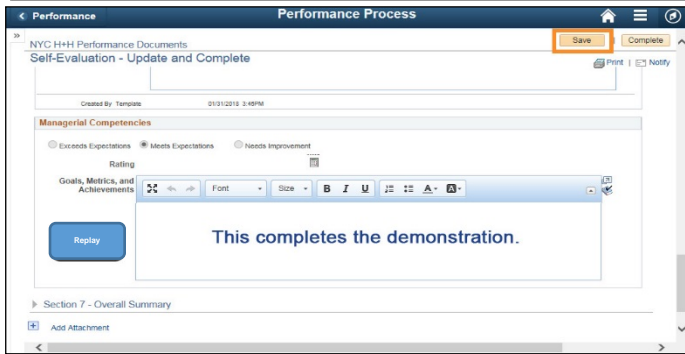 Performance
Performance Process
NYC H+H Performance Documents
Save
Complete
Self-Evaluation - Update and Complete
Print | Notify
Created By Template 01/31/2013 3:45PM
Managerial Competencies
Exceeds Expectations Meets Expectations Needs Improvement
Rating
Goals, Metrics, and
Achievements
Font Size B I U A A
Replay
This completes the demonstration.
Section 7 - Overall Summary
Add Attachment